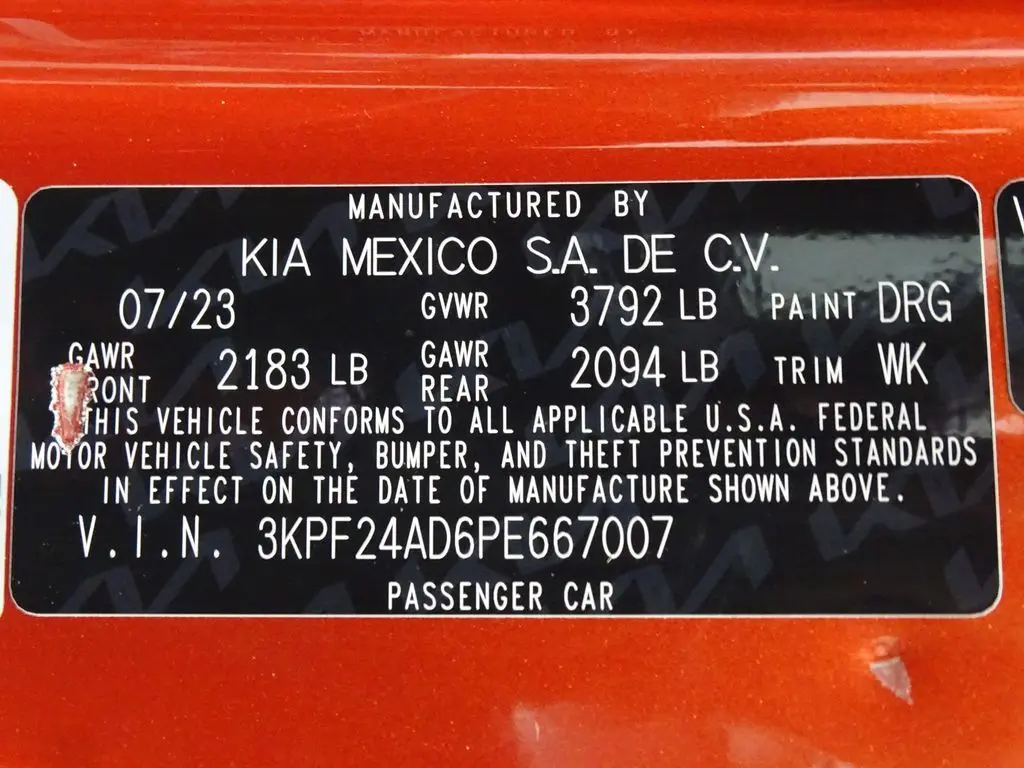 MANUFACTURED BY
KIA MEXICO S.A. DE C.V.
07/23 GVWR 3792 LB PAINT DRG
GAWR FRONT 2183 LB GAWR REAR 2094 LB TRIM WK
THIS VEHICLE CONFORMS TO ALL APPLICABLE U.S.A. FEDERAL
MOTOR VEHICLE SAFETY, BUMPER, AND THEFT PREVENTION STANDARDS
IN EFFECT ON THE DATE OF MANUFACTURE SHOWN ABOVE.
V.I.N. 3KPF24AD6PE667007
PASSENGER CAR